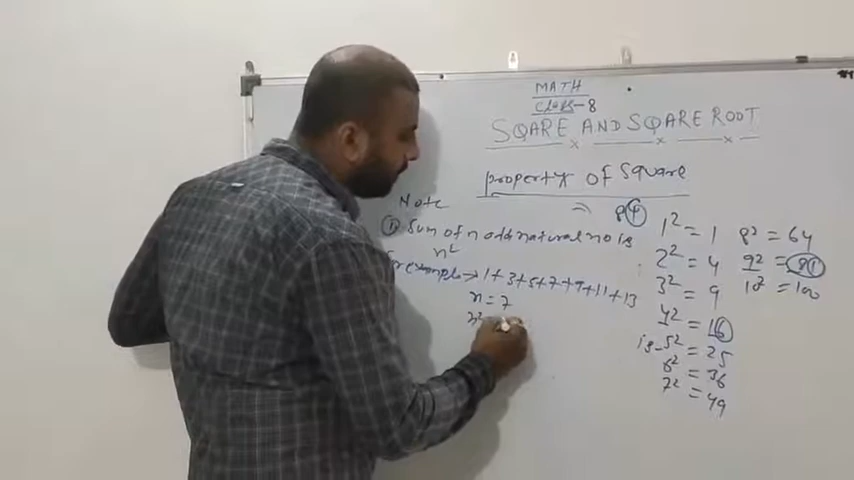 MATH
Class-8
SQARE AND SQARE ROOT
property of Square
Note
① Sum of n odd natural no is
n²
For example → 1+3+5+7+9+11+13
n = 7
n²
1² = 1
2² = 4
3² = 9
4² = 16
5² = 25
6² = 36
7² = 49
8² = 64
9² = 81
10² = 100